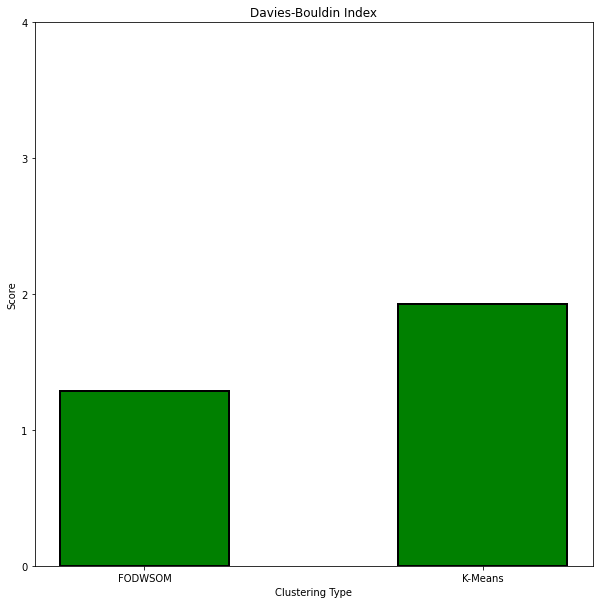 Davies-Bouldin Index
4
3
2
1
0
Score
FODWSOM
K-Means
Clustering Type